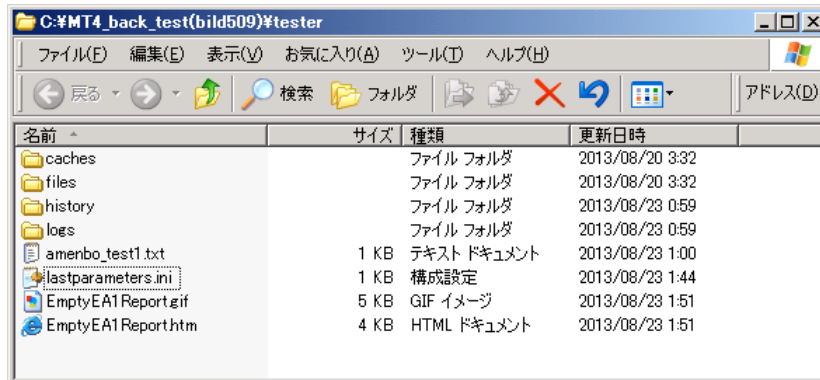 C:¥MT4_back_test(bild509)¥tester
ファイル(F) 編集(E) 表示(V) お気に入り(A) ツール(T) ヘルプ(H)
戻る 検索 フォルダ アドレス(D)
名前 サイズ 種類 更新日時
caches ファイル フォルダ 2013/08/20 3:32
files ファイル フォルダ 2013/08/20 3:32
history ファイル フォルダ 2013/08/23 0:59
logs ファイル フォルダ 2013/08/23 0:59
amenbo_test1.txt 1 KB テキスト ドキュメント 2013/08/23 1:00
lastparameters.ini 1 KB 構成設定 2013/08/23 1:44
EmptyEA1Report.gif 5 KB GIF イメージ 2013/08/23 1:51
EmptyEA1Report.htm 4 KB HTML ドキュメント 2013/08/23 1:51